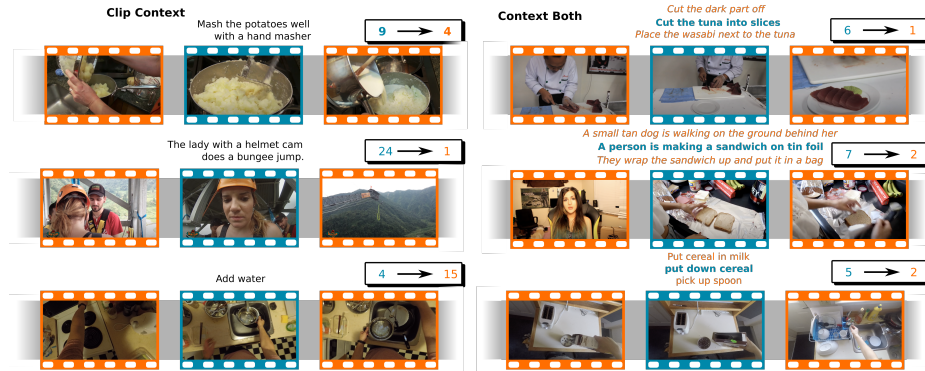 Clip Context
Mash the potatoes well
with a hand masher
9 → 4
The lady with a helmet cam
does a bungee jump.
24 → 1
Add water
4 → 15
Context Both
Cut the dark part off
Cut the tuna into slices
Place the wasabi next to the tuna
6 → 1
A small tan dog is walking on the ground behind her
A person is making a sandwich on tin foil
They wrap the sandwich up and put it in a bag
7 → 2
Put cereal in milk
put down cereal
pick up spoon
5 → 2